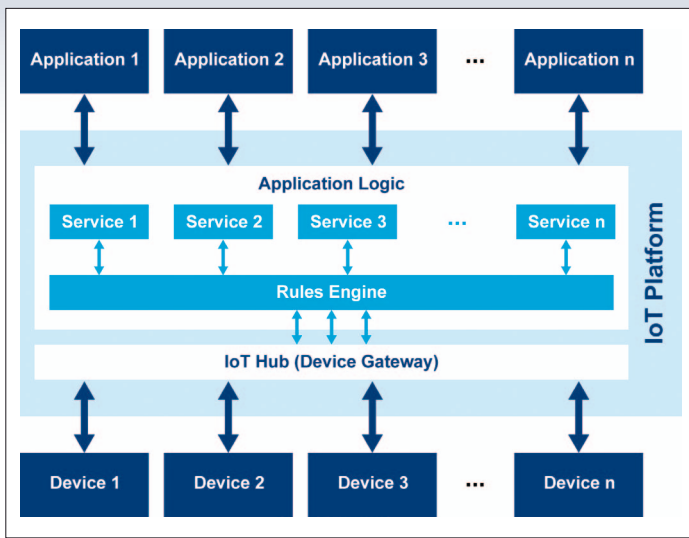 Application 1
Application 2
Application 3
...
Application n
Application Logic
Service 1
Service 2
Service 3
...
Service n
Rules Engine
IoT Hub (Device Gateway)
IoT Platform
Device 1
Device 2
Device 3
...
Device n